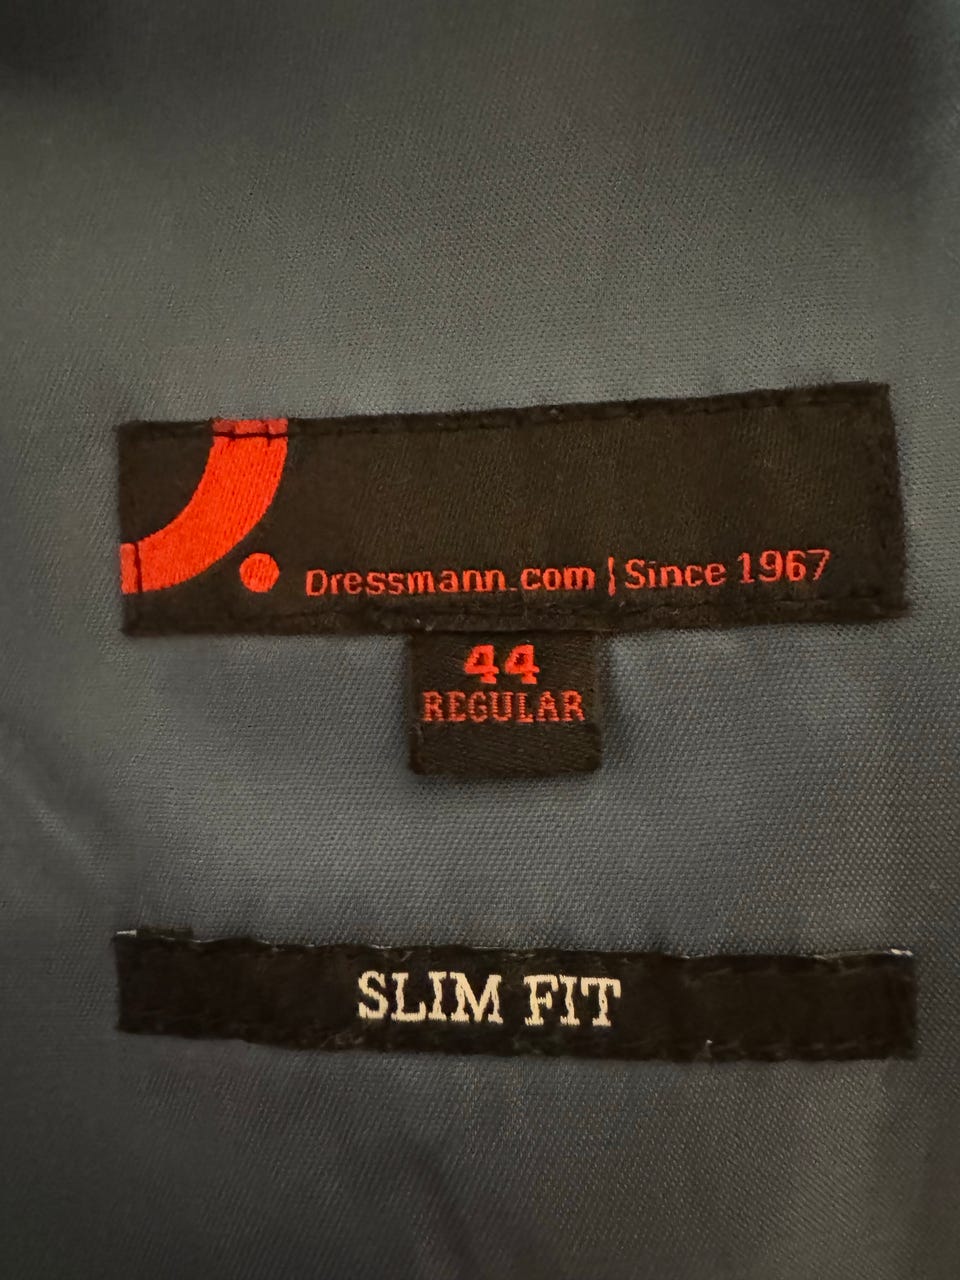 Dressmann.com | Since 1967
44
REGULAR
SLIM FIT